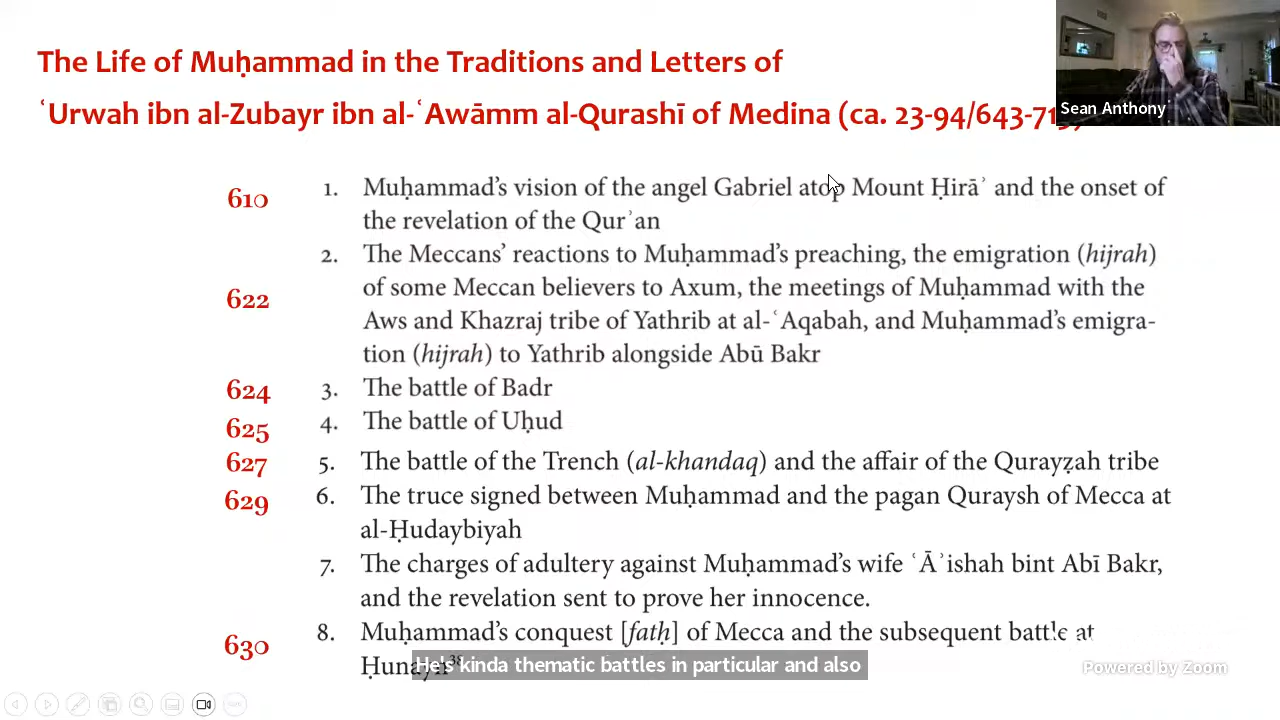 The Life of Muḥammad in the Traditions and Letters of
ʿUrwah ibn al-Zubayr ibn al-ʿAwāmm al-Qurashī of Medina (ca. 23-94/643-713)
Sean Anthony
610
1. Muḥammad’s vision of the angel Gabriel atop Mount Ḥirāʾ and the onset of
the revelation of the Qurʾan
2. The Meccans’ reactions to Muḥammad’s preaching, the emigration (hijrah)
622
of some Meccan believers to Axum, the meetings of Muḥammad with the
Aws and Khazraj tribe of Yathrib at al-ʿAqabah, and Muḥammad’s emigra-
tion (hijrah) to Yathrib alongside Abū Bakr
624 3. The battle of Badr
625 4. The battle of Uḥud
627 5. The battle of the Trench (al-khandaq) and the affair of the Qurayẓah tribe
629 6. The truce signed between Muḥammad and the pagan Quraysh of Mecca at
al-Ḥudaybiyah
7. The charges of adultery against Muḥammad’s wife ʿĀʾishah bint Abī Bakr,
and the revelation sent to prove her innocence.
630 8. Muḥammad’s conquest [fatḥ] of Mecca and the subsequent battle at
Ḥunayn³⁸
He's kinda thematic battles in particular and also
Powered by Zoom